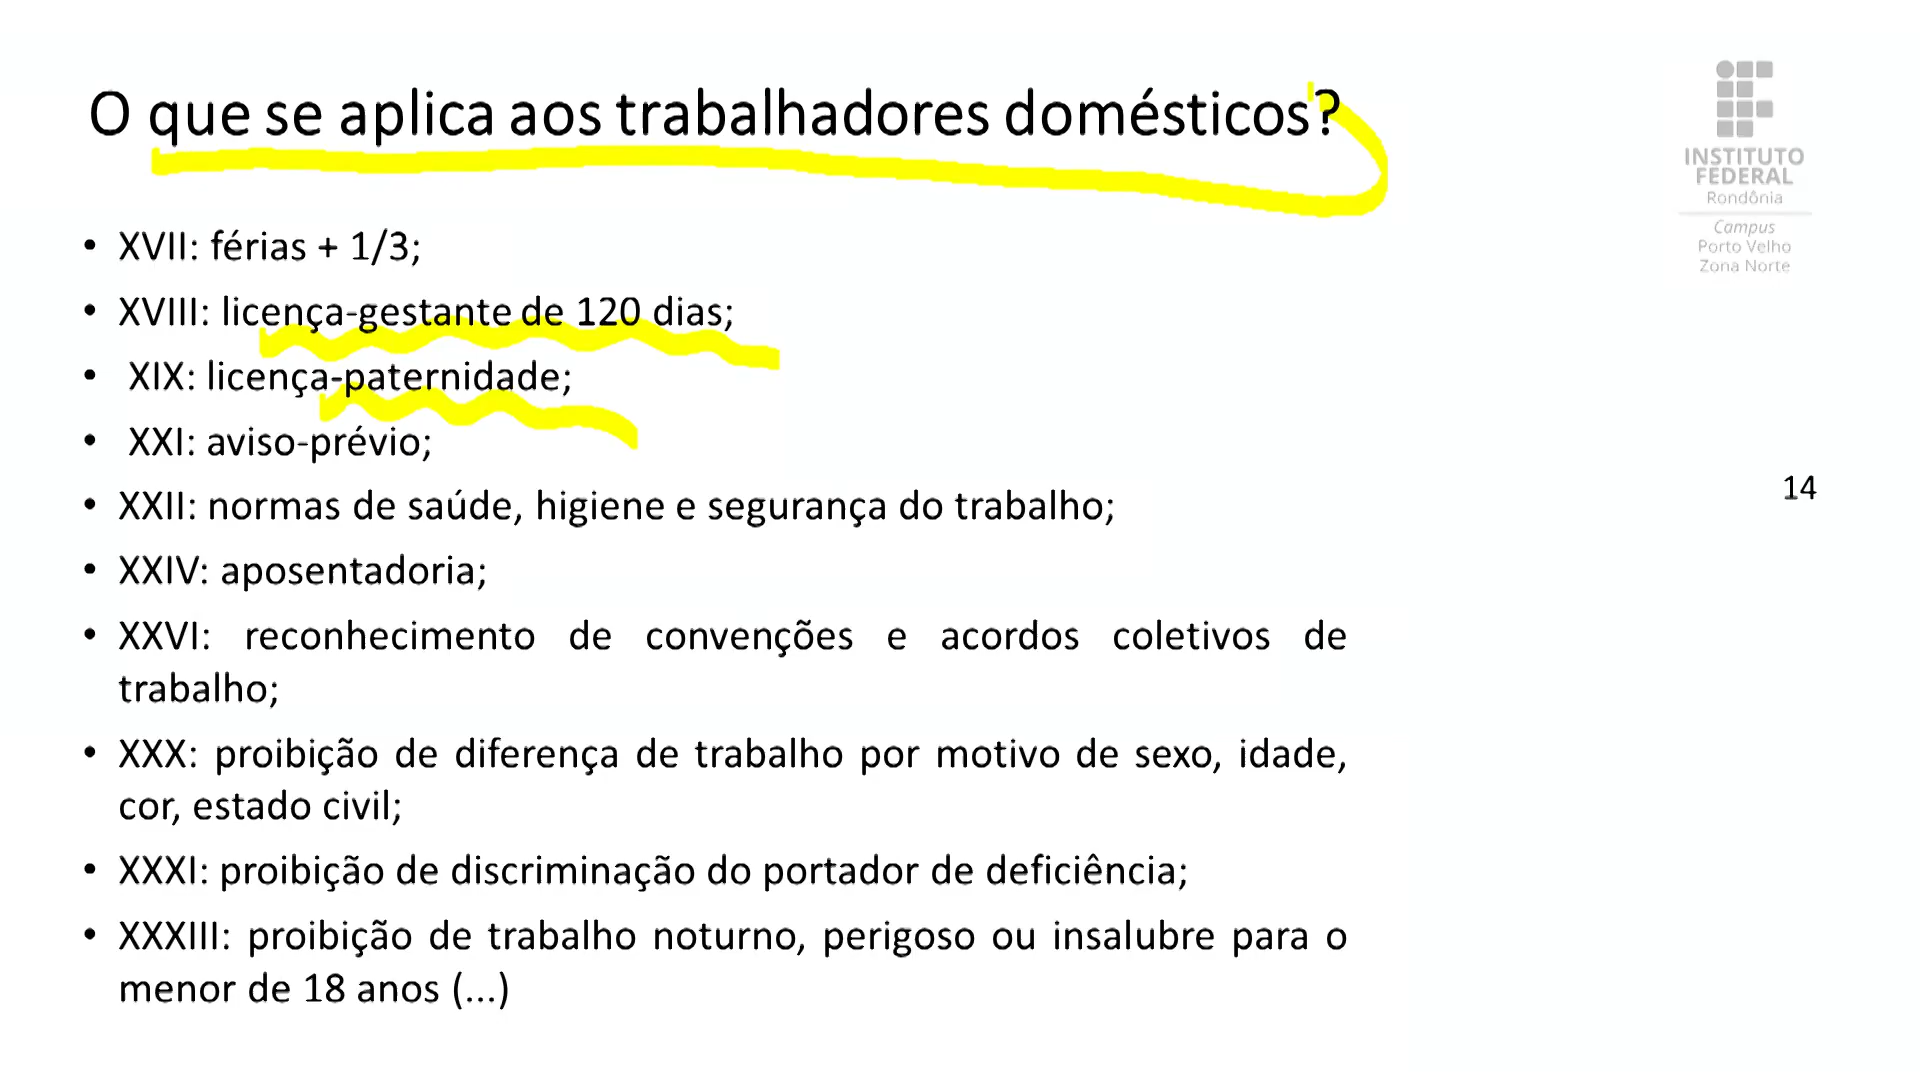 O que se aplica aos trabalhadores domésticos?
• XVII: férias + 1/3;
• XVIII: licença-gestante de 120 dias;
• XIX: licença-paternidade;
• XXI: aviso-prévio;
• XXII: normas de saúde, higiene e segurança do trabalho;
• XXIV: aposentadoria;
• XXVI: reconhecimento de convenções e acordos coletivos de
trabalho;
• XXX: proibição de diferença de trabalho por motivo de sexo, idade,
cor, estado civil;
• XXXI: proibição de discriminação do portador de deficiência;
• XXXIII: proibição de trabalho noturno, perigoso ou insalubre para o
menor de 18 anos (...)
INSTITUTO
FEDERAL
Rondônia
Campus
Porto Velho
Zona Norte
14